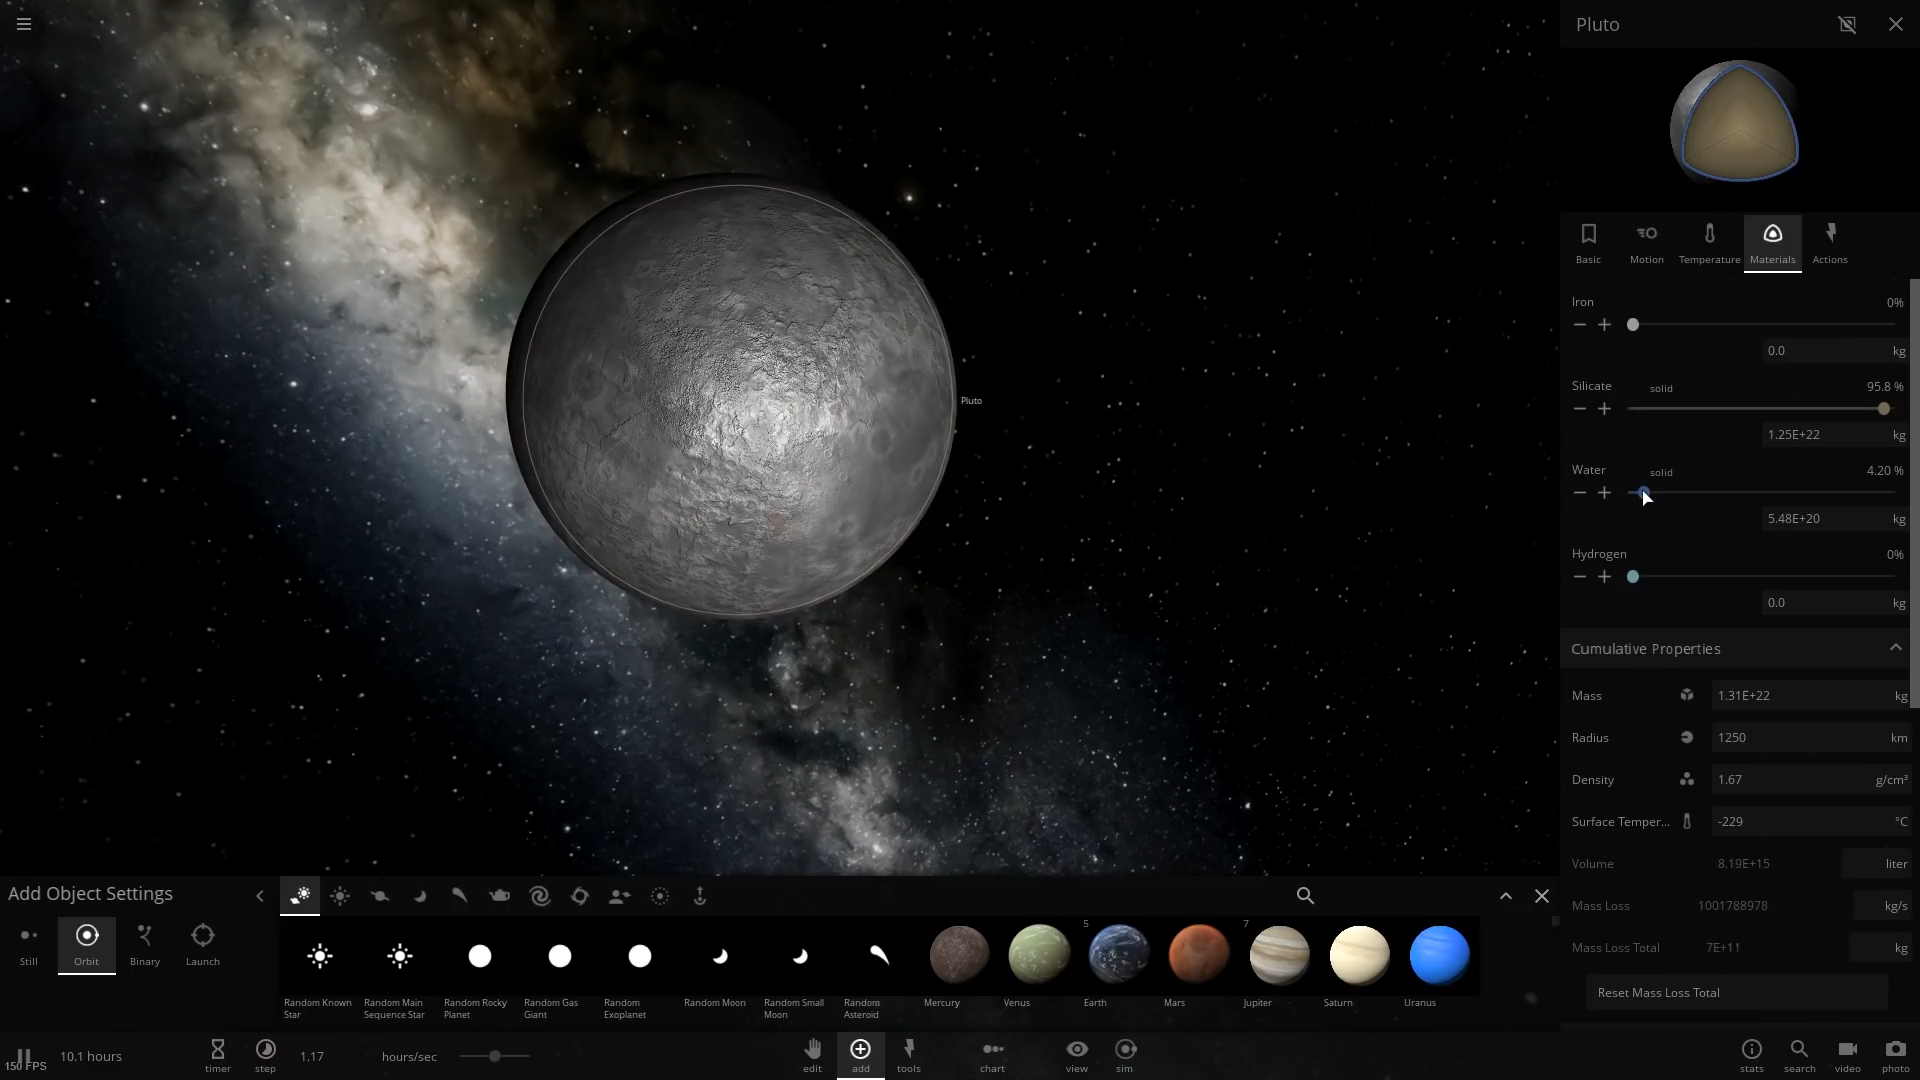 Pluto
Basic
Motion
Temperature
Materials
Actions
Iron
0%
0.0
kg
Silicate
solid
95.8 %
1.25E+22
kg
Water
solid
4.20 %
5.48E+20
kg
Hydrogen
0%
0.0
kg
Cumulative Properties
Mass
1.31E+22
kg
Radius
1250
km
Density
1.67
g/cm³
Surface Temper...
-229
°C
Volume
8.19E+15
liter
Mass Loss
1001788978
kg/s
Mass Loss Total
7E+11
kg
Reset Mass Loss Total
Pluto
Add Object Settings
Still
Orbit
Binary
Launch
Random Known
Star
Random Main
Sequence Star
Random Rocky
Planet
Random Gas
Giant
Random
Exoplanet
Random Moon
Random Small
Moon
Random
Asteroid
Mercury
Venus
5
Earth
Mars
7
Jupiter
Saturn
Uranus
150 FPS
10.1 hours
timer
step
1.17
hours/sec
edit
add
tools
chart
view
sim
stats
search
video
photo